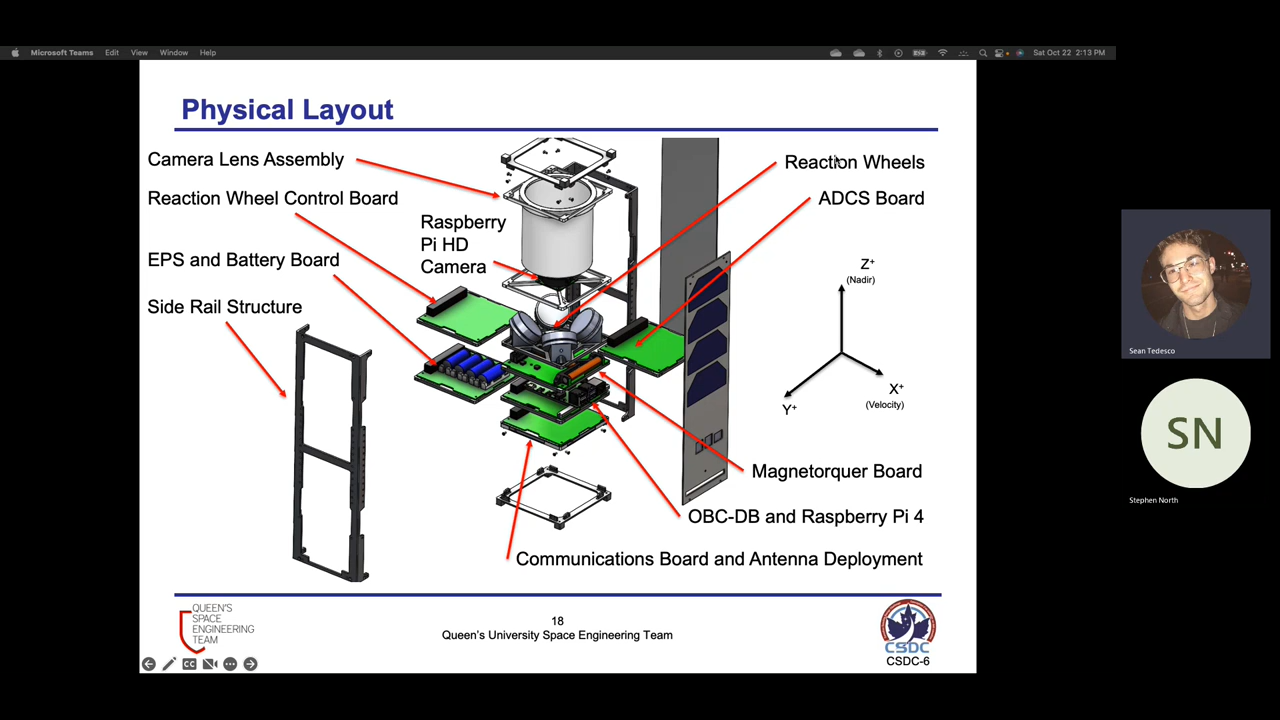 Microsoft Teams Edit View Window Help
Sat Oct 22 2:13 PM
Physical Layout
Camera Lens Assembly
Reaction Wheel Control Board
EPS and Battery Board
Side Rail Structure
Raspberry
Pi HD
Camera
Reaction Wheels
ADCS Board
Z+
(Nadir)
X+
(Velocity)
Y+
Magnetorquer Board
OBC-DB and Raspberry Pi 4
Communications Board and Antenna Deployment
QUEEN'S
SPACE
ENGINEERING
TEAM
18
Queen's University Space Engineering Team
CSDC
CSDC-6
CC
Sean Tedesco
SN
Stephen North